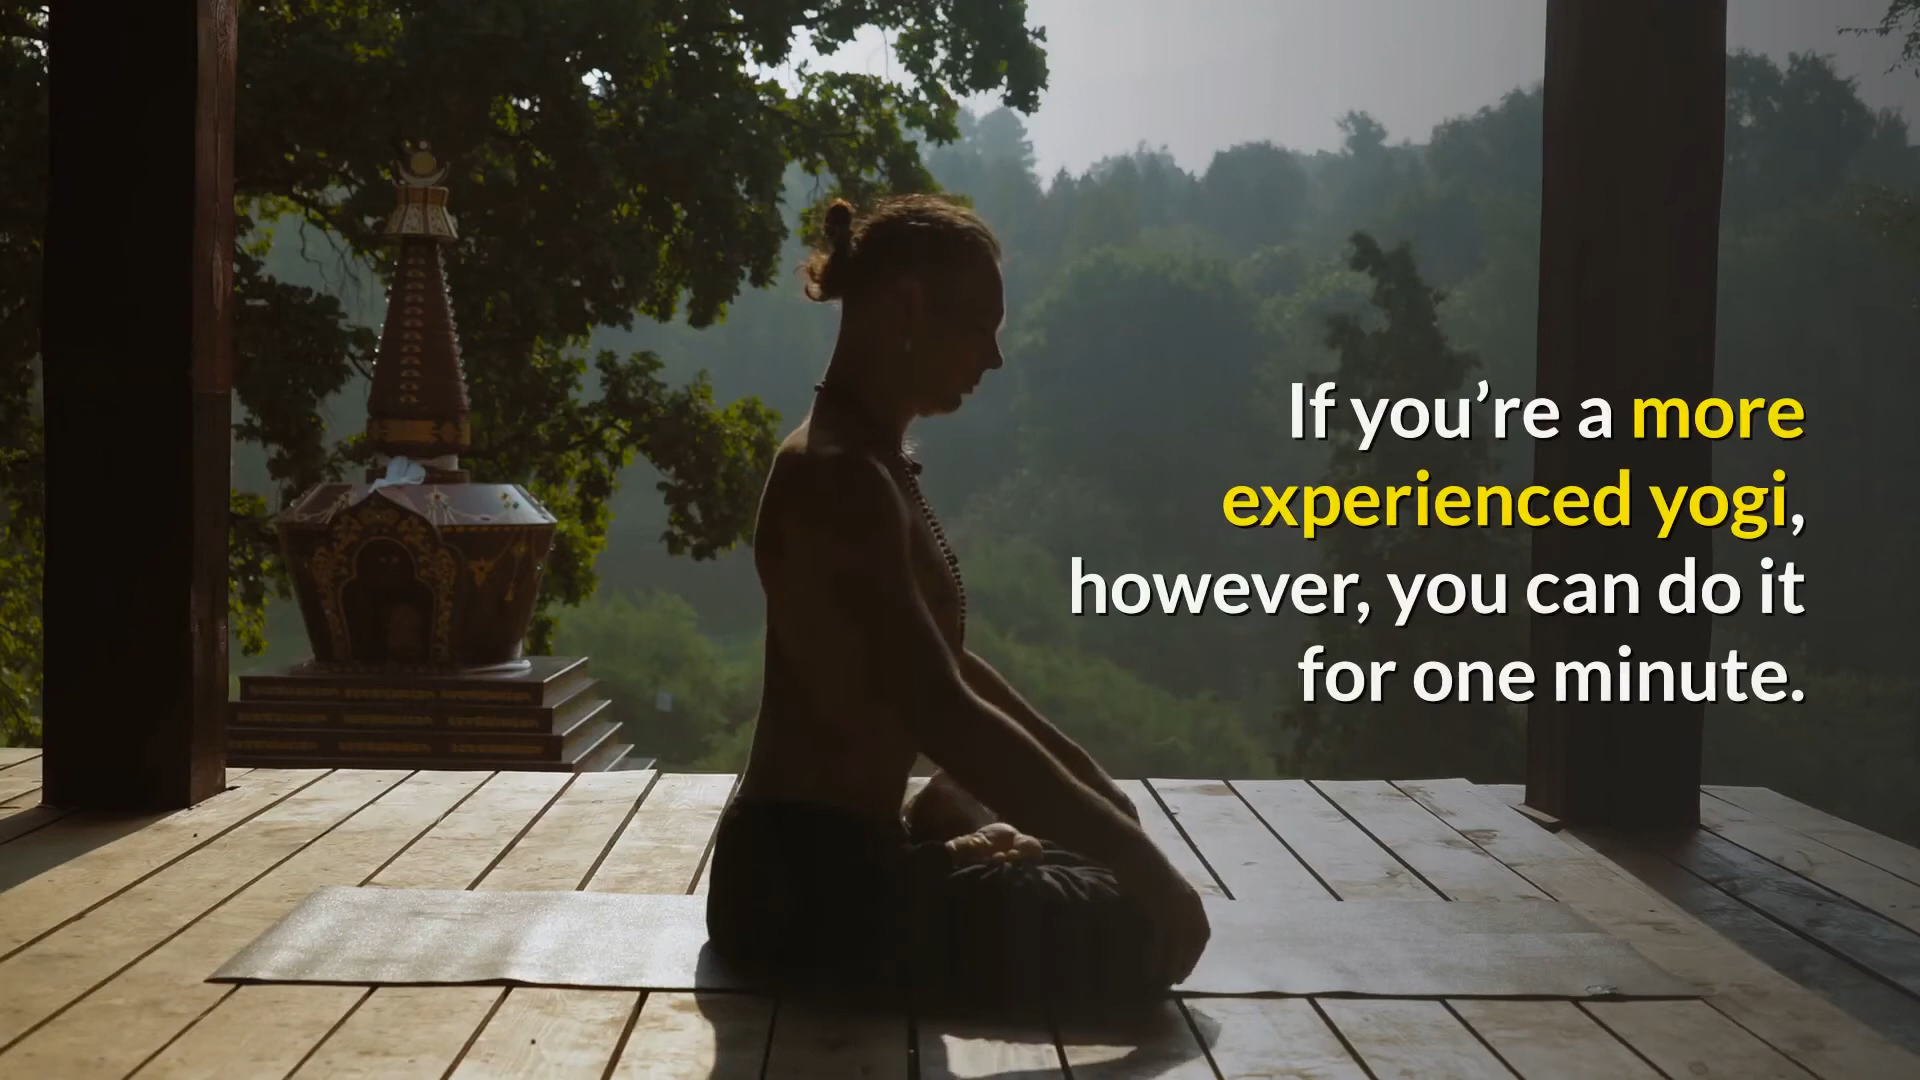 If you’re a more
experienced yogi,
however, you can do it
for one minute.